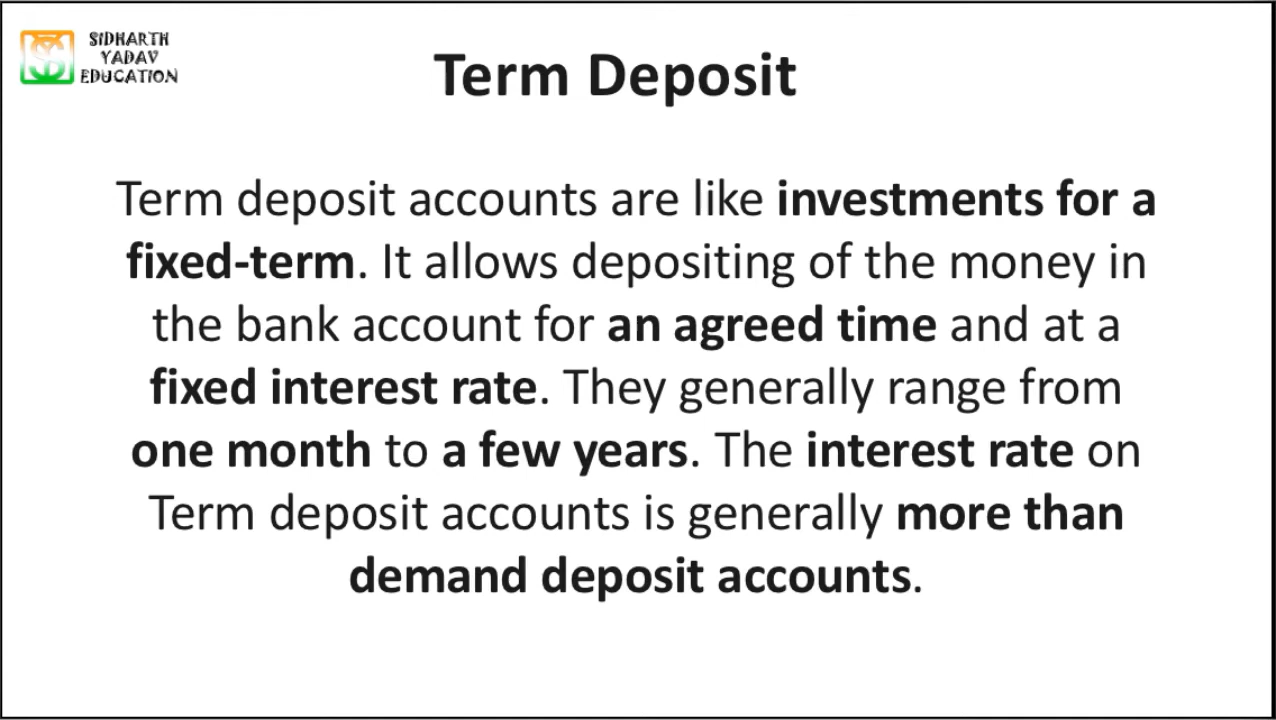 SIDHARTH
YADAV
EDUCATION
Term Deposit
Term deposit accounts are like investments for a
fixed-term. It allows depositing of the money in
the bank account for an agreed time and at a
fixed interest rate. They generally range from
one month to a few years. The interest rate on
Term deposit accounts is generally more than
demand deposit accounts.